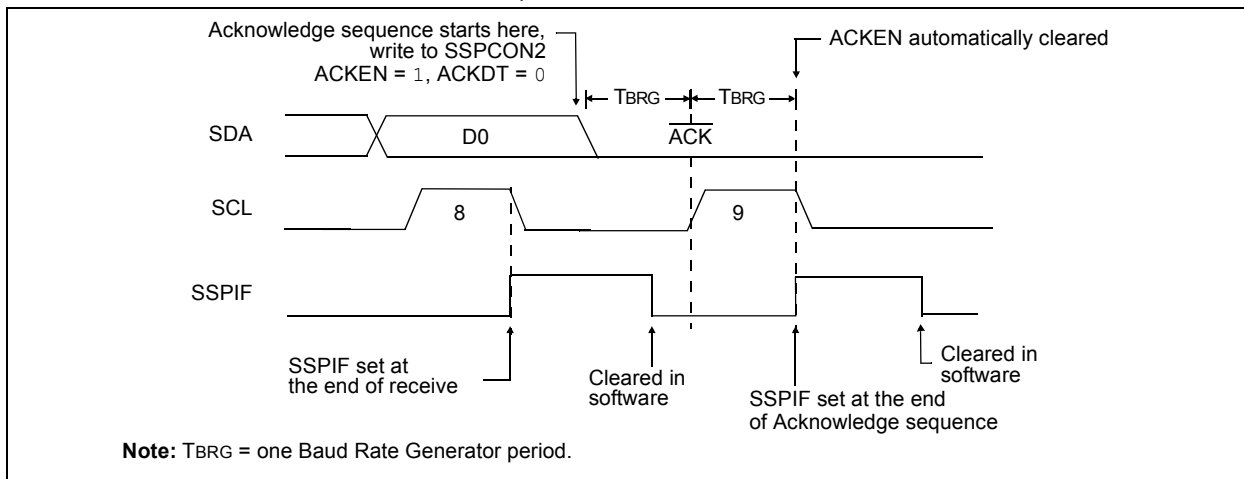 Acknowledge sequence starts here,
write to SSPCON2
ACKEN = 1, ACKDT = 0
ACKEN automatically cleared
TBRG
TBRG
SDA
D0
ACK
SCL
8
9
SSPIF
SSPIF set at
the end of receive
Cleared in
software
SSPIF set at the end
of Acknowledge sequence
Cleared in
software
Note: TBRG = one Baud Rate Generator period.